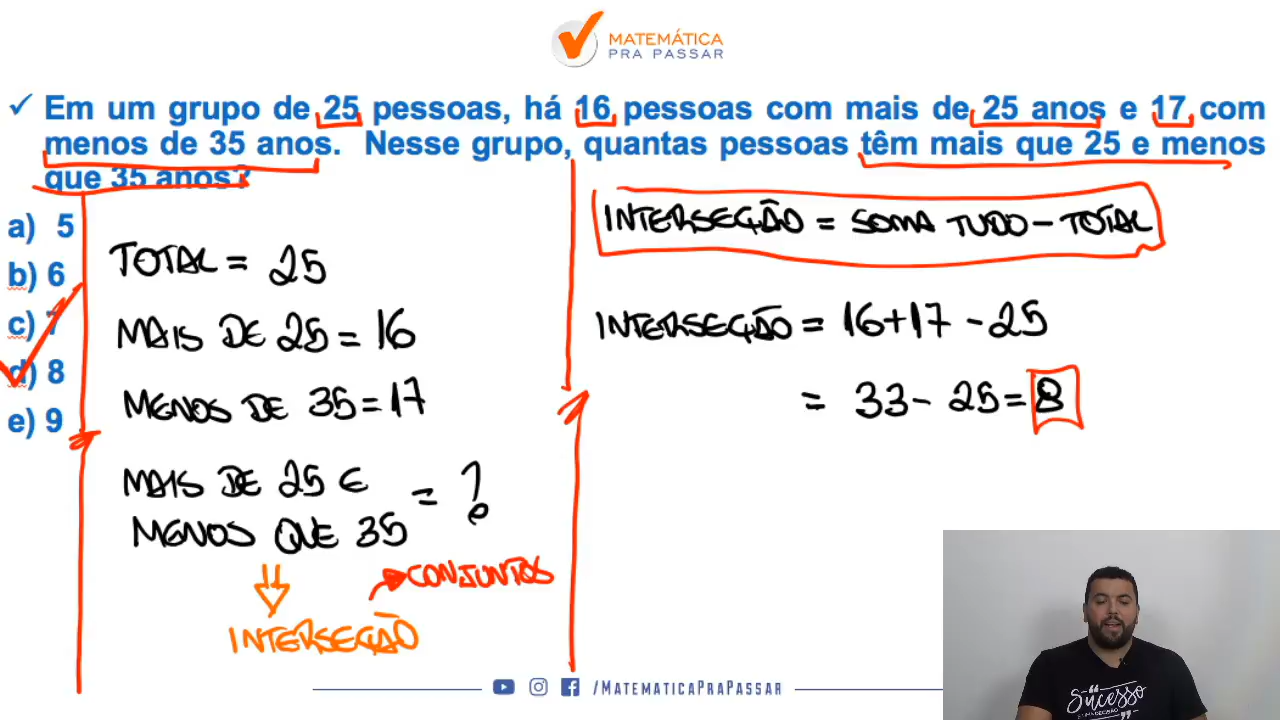 MATEMÁTICA
PRA PASSAR
✓ Em um grupo de 25 pessoas, há 16 pessoas com mais de 25 anos e 17 com
menos de 35 anos. Nesse grupo, quantas pessoas têm mais que 25 e menos
que 35 anos?
a) 5
b) 6
c) 7
d) 8
e) 9
TOTAL = 25
MAIS DE 25 = 16
MENOS DE 35 = 17
MAIS DE 25 E
MENOS QUE 35 = ?
CONJUNTOS
INTERSEÇÃO
INTERSEÇÃO = SOMA TUDO - TOTAL
INTERSEÇÃO = 16+17 - 25
= 33 - 25 = 8
/MATEMATICAPRAPASSAR
Sucesso